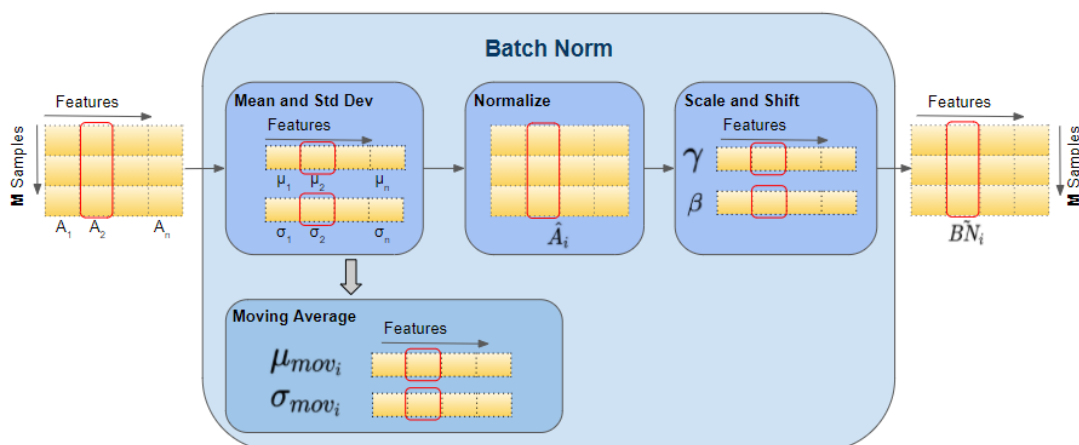 Batch Norm
Features
M Samples
A1 A2 An
Mean and Std Dev
Features
μ1 μ2 μn
σ1 σ2 σn
Normalize
Âi
Scale and Shift
Features
γ
β
Features
M Samples
BÑi
Moving Average
Features
μmovi
σmovi